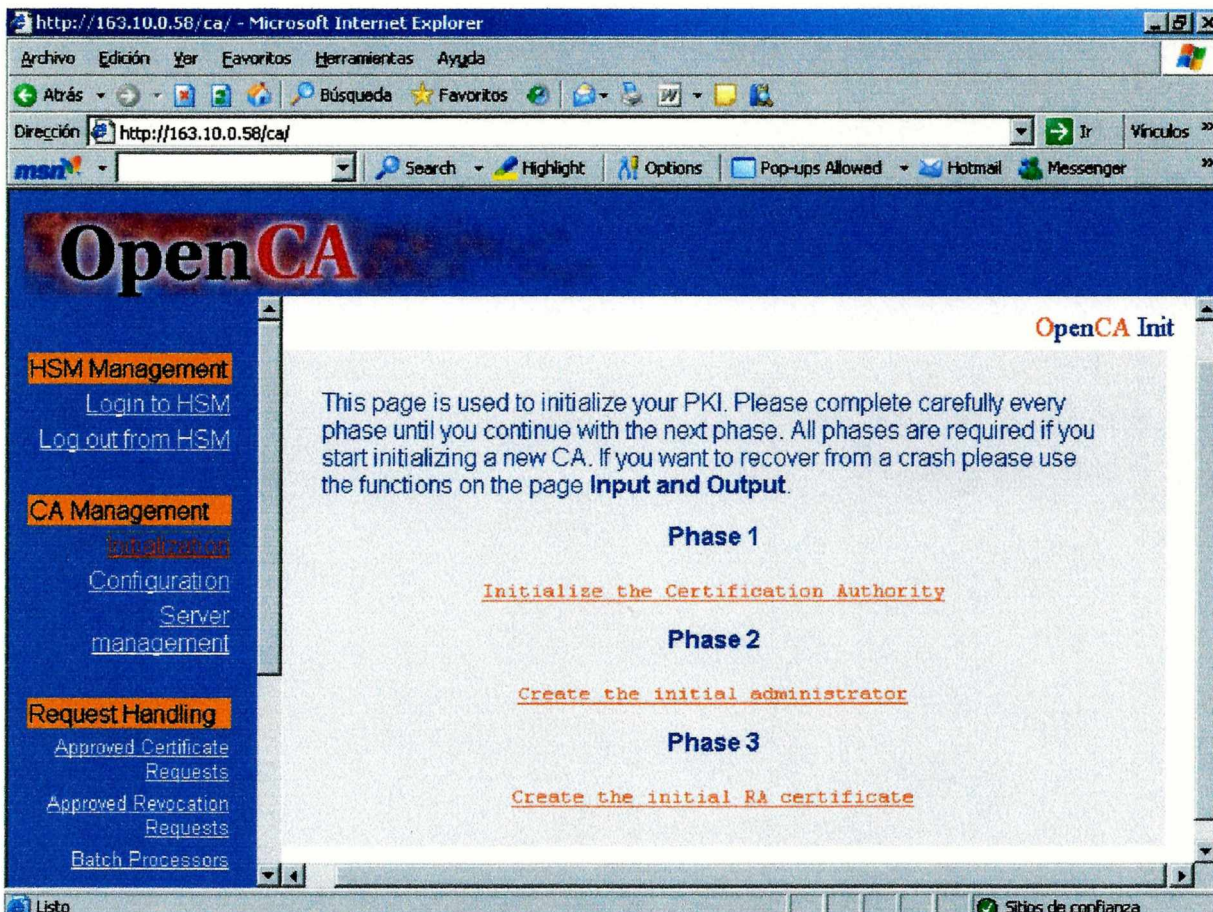 http://163.10.0.58/ca/ - Microsoft Internet Explorer
Archivo Edición Ver Favoritos Herramientas Ayuda
Atrás Búsqueda Favoritos
Dirección http://163.10.0.58/ca/ Ir Vínculos »
msn Search Highlight Options Pop-ups Allowed Hotmail Messenger »
OpenCA
HSM Management
Login to HSM
Log out from HSM
CA Management
Initialization
Configuration
Server
management
Request Handling
Approved Certificate
Requests
Approved Revocation
Requests
Batch Processors
OpenCA Init
This page is used to initialize your PKI. Please complete carefully every
phase until you continue with the next phase. All phases are required if you
start initializing a new CA. If you want to recover from a crash please use
the functions on the page Input and Output.
Phase 1
Initialize the Certification Authority
Phase 2
Create the initial administrator
Phase 3
Create the initial RA certificate
Listo Sitios de confianza